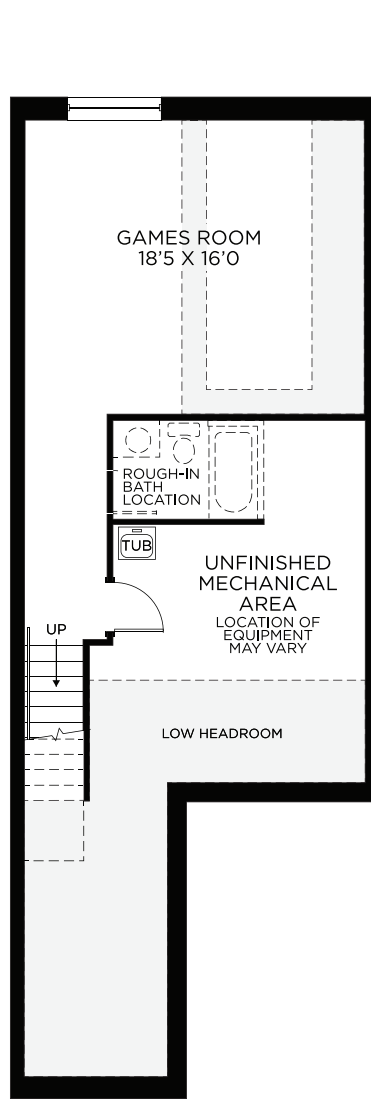 GAMES ROOM
18'5 X 16'0
ROUGH-IN
BATH
LOCATION
TUB
UNFINISHED
MECHANICAL
AREA
LOCATION OF
EQUIPMENT
MAY VARY
UP
LOW HEADROOM